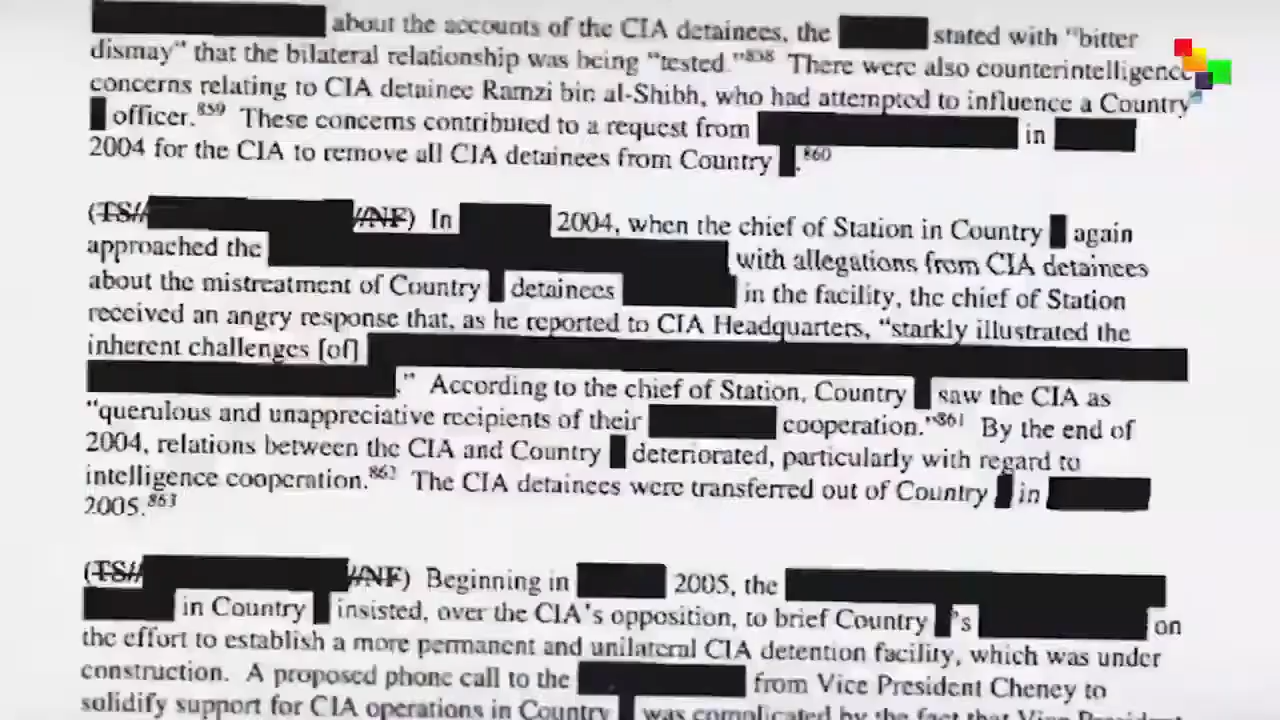 about the accounts of the CIA detainees, the stated with "bitter
dismay" that the bilateral relationship was being "tested."858 There were also counterintelligence
concerns relating to CIA detainee Ramzi bin al-Shibh, who had attempted to influence a Country
officer.859 These concerns contributed to a request from in
2004 for the CIA to remove all CIA detainees from Country .860
(TS// //NF) In 2004, when the chief of Station in Country again
approached the with allegations from CIA detainees
about the mistreatment of Country detainees in the facility, the chief of Station
received an angry response that, as he reported to CIA Headquarters, "starkly illustrated the
inherent challenges [of]
." According to the chief of Station, Country saw the CIA as
"querulous and unappreciative recipients of their cooperation."861 By the end of
2004, relations between the CIA and Country deteriorated, particularly with regard to
intelligence cooperation.862 The CIA detainees were transferred out of Country in
2005.863
(TS// //NF) Beginning in 2005, the
in Country insisted, over the CIA's opposition, to brief Country 's on
the effort to establish a more permanent and unilateral CIA detention facility, which was under
construction. A proposed phone call to the from Vice President Cheney to
solidify support for CIA operations in Country was complicated by the fact that Vice President